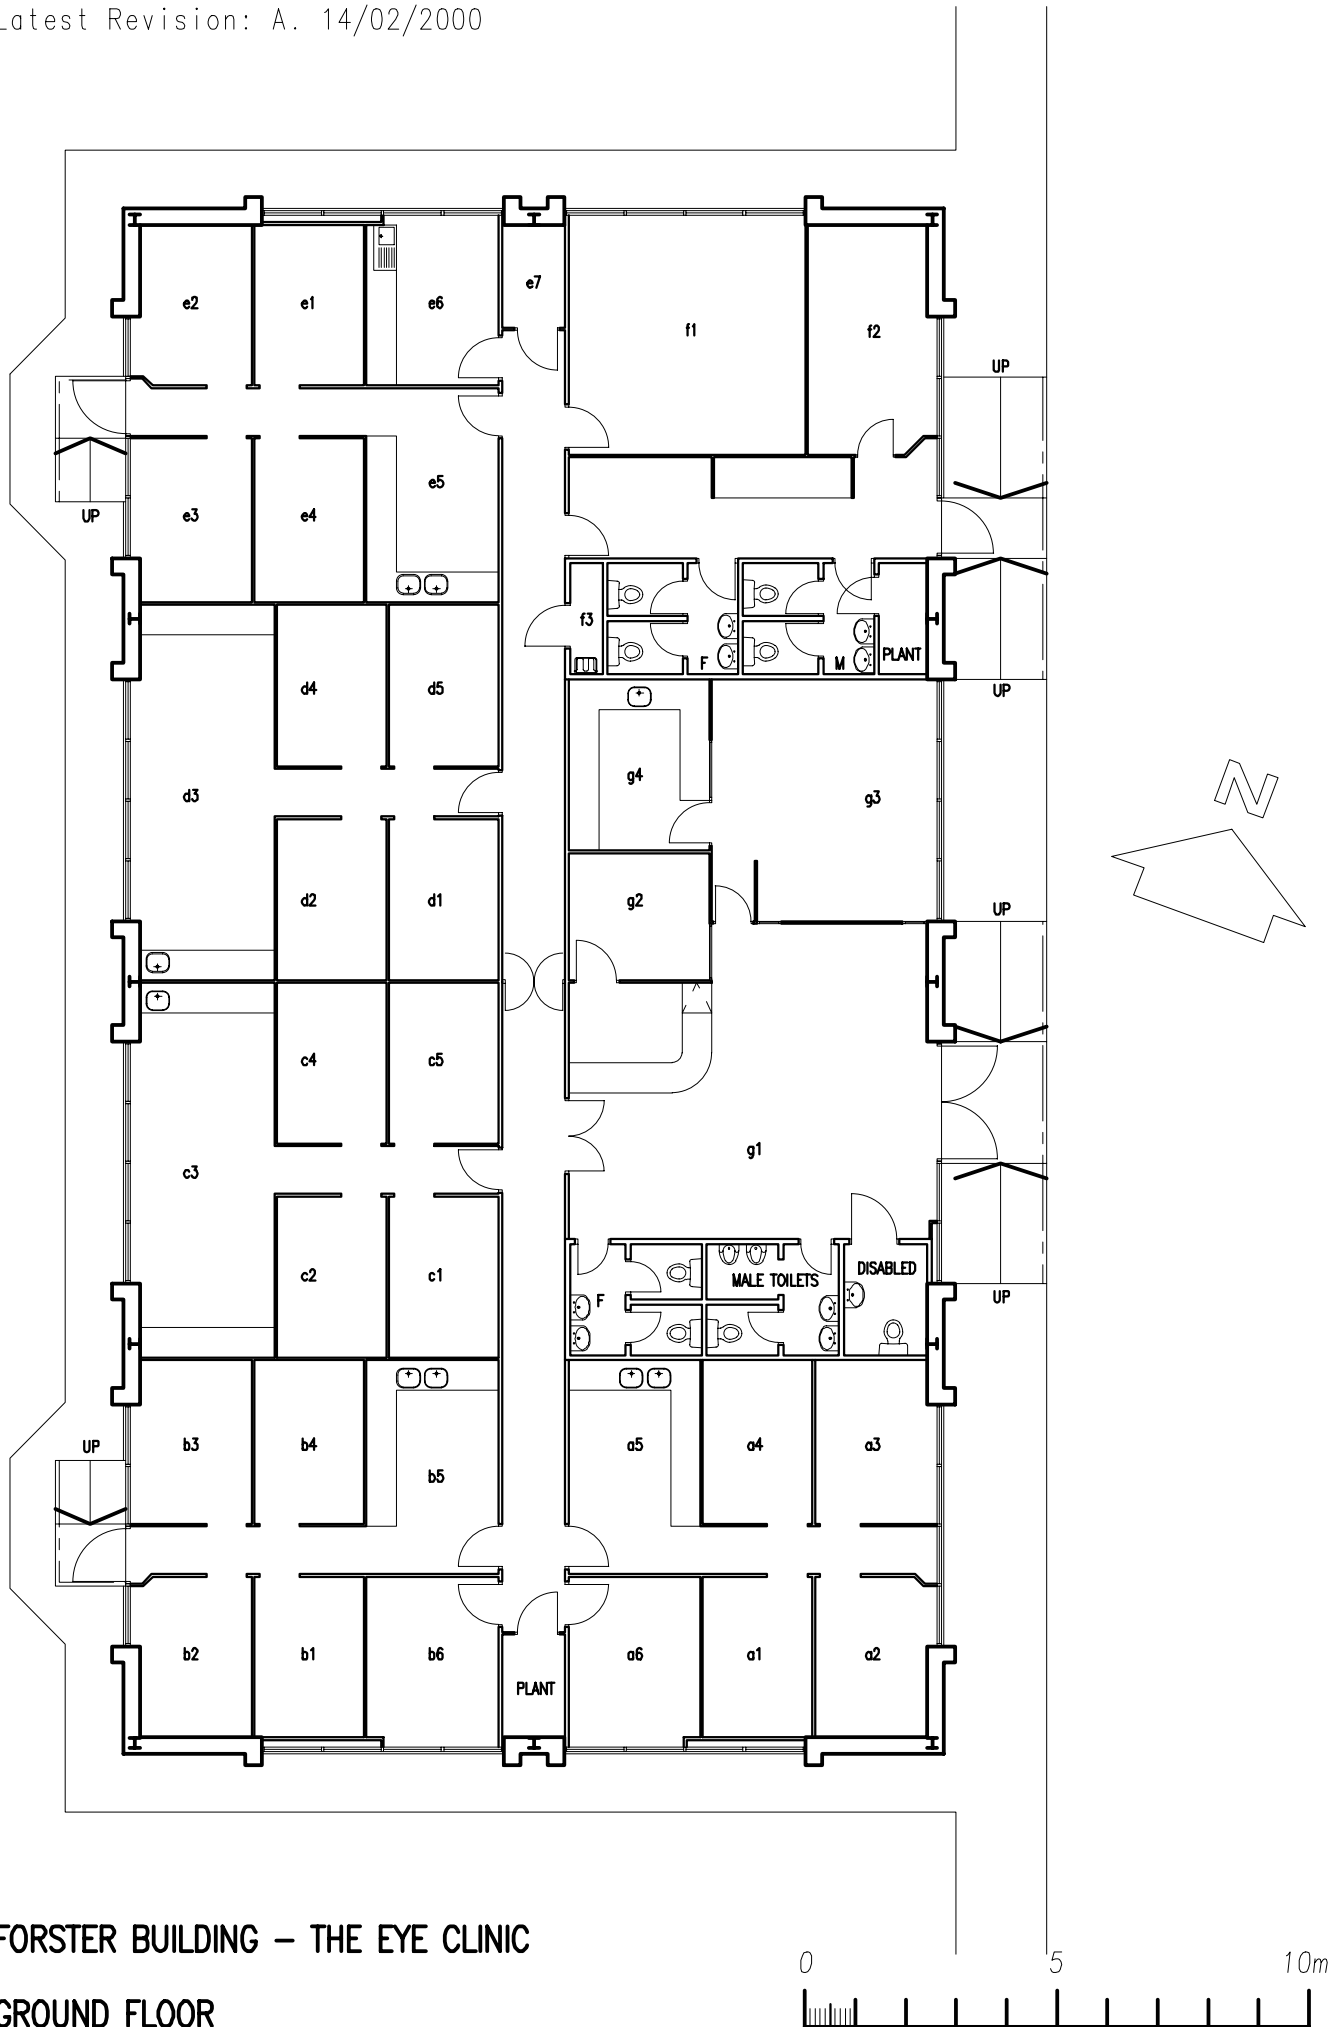 Latest Revision: A. 14/02/2000
e7
e2 e1 e6
f1 f2
UP
e5
UP e3 e4
f3
F M PLANT
d4 d5 UP
N
g4
d3 g3
d2 d1 g2 UP
c4 c5
g1
c3
DISABLED
c2 c1 MALE TOILETS
F UP
UP b3 b4 a5 a4 a3
b5
b2 b1 b6 a6 a1 a2
PLANT
FORSTER BUILDING – THE EYE CLINIC
0 5 10m
GROUND FLOOR